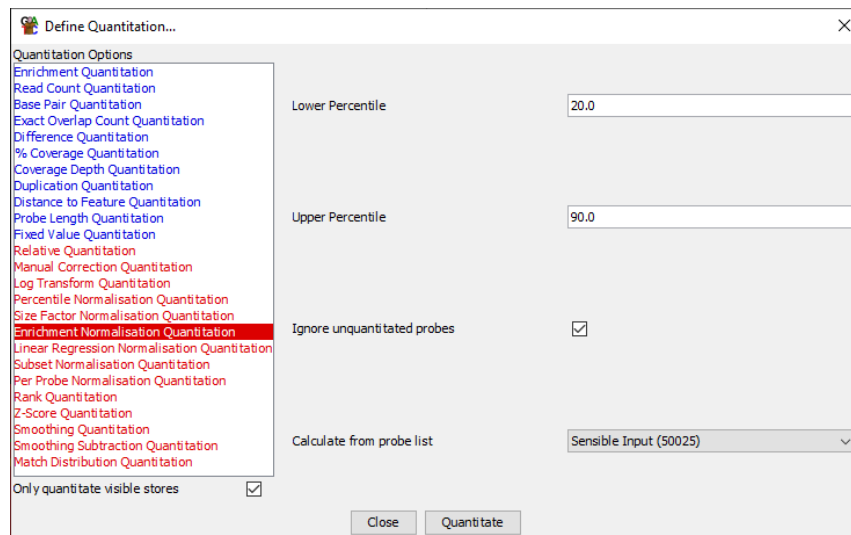 Define Quantitation...
Quantitation Options
Enrichment Quantitation
Read Count Quantitation
Base Pair Quantitation
Exact Overlap Count Quantitation
Difference Quantitation
% Coverage Quantitation
Coverage Depth Quantitation
Duplication Quantitation
Distance to Feature Quantitation
Probe Length Quantitation
Fixed Value Quantitation
Relative Quantitation
Manual Correction Quantitation
Log Transform Quantitation
Percentile Normalisation Quantitation
Size Factor Normalisation Quantitation
Enrichment Normalisation Quantitation
Linear Regression Normalisation Quantitation
Subset Normalisation Quantitation
Per Probe Normalisation Quantitation
Rank Quantitation
Z-Score Quantitation
Smoothing Quantitation
Smoothing Subtraction Quantitation
Match Distribution Quantitation
Only quantitate visible stores
Lower Percentile 20.0
Upper Percentile 90.0
Ignore unquantitated probes
Calculate from probe list Sensible Input (50025)
Close Quantitate